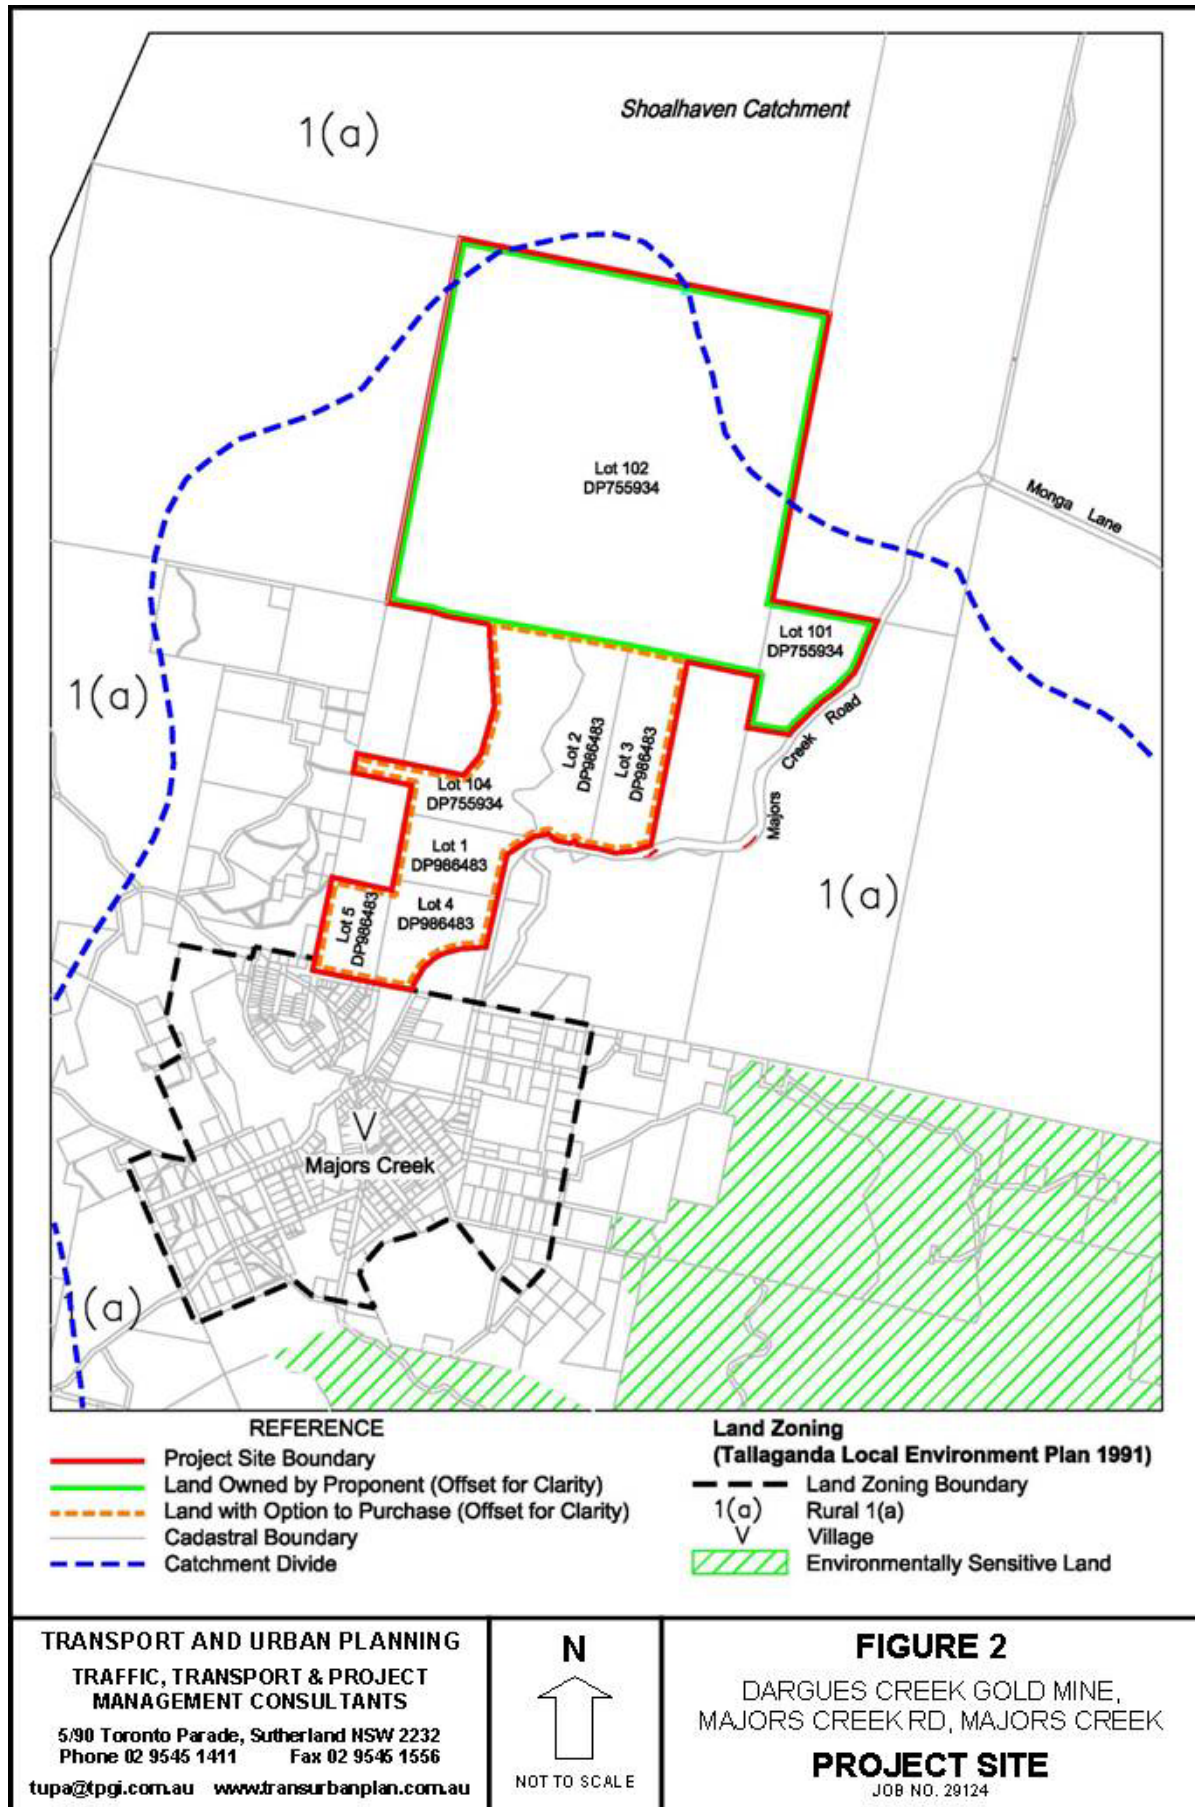 Shoalhaven Catchment
1(a)
Lot 102
DP755934
Monga Lane
Lot 101
DP755934
1(a)
Majors Creek Road
Lot 2
DP986483
Lot 3
DP986483
Lot 104
DP755934
Lot 1
DP986483
1(a)
Lot 5
DP986483
Lot 4
DP986483
V
Majors Creek
(a)
REFERENCE
Project Site Boundary
Land Owned by Proponent (Offset for Clarity)
Land with Option to Purchase (Offset for Clarity)
Cadastral Boundary
Catchment Divide
Land Zoning
(Tallaganda Local Environment Plan 1991)
Land Zoning Boundary
1(a) Rural 1(a)
V Village
Environmentally Sensitive Land
TRANSPORT AND URBAN PLANNING
TRAFFIC, TRANSPORT & PROJECT
MANAGEMENT CONSULTANTS
5/90 Toronto Parade, Sutherland NSW 2232
Phone 02 9545 1411 Fax 02 9545 1556
tupa@tpgi.com.au www.transurbanplan.com.au
N
NOT TO SCALE
FIGURE 2
DARGUES CREEK GOLD MINE,
MAJORS CREEK RD, MAJORS CREEK
PROJECT SITE
JOB NO. 29124